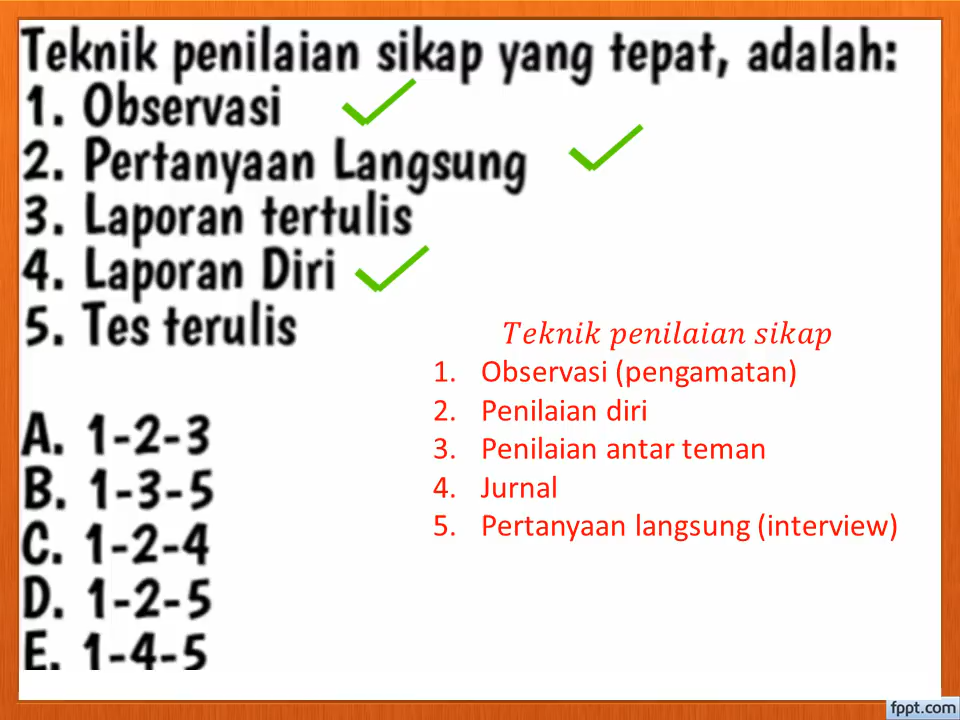 Teknik penilaian sikap yang tepat, adalah:
1. Observasi
2. Pertanyaan Langsung
3. Laporan tertulis
4. Laporan Diri
5. Tes terulis
Teknik penilaian sikap
1. Observasi (pengamatan)
2. Penilaian diri
3. Penilaian antar teman
4. Jurnal
5. Pertanyaan langsung (interview)
A. 1-2-3
B. 1-3-5
C. 1-2-4
D. 1-2-5
E. 1-4-5
fppt.com